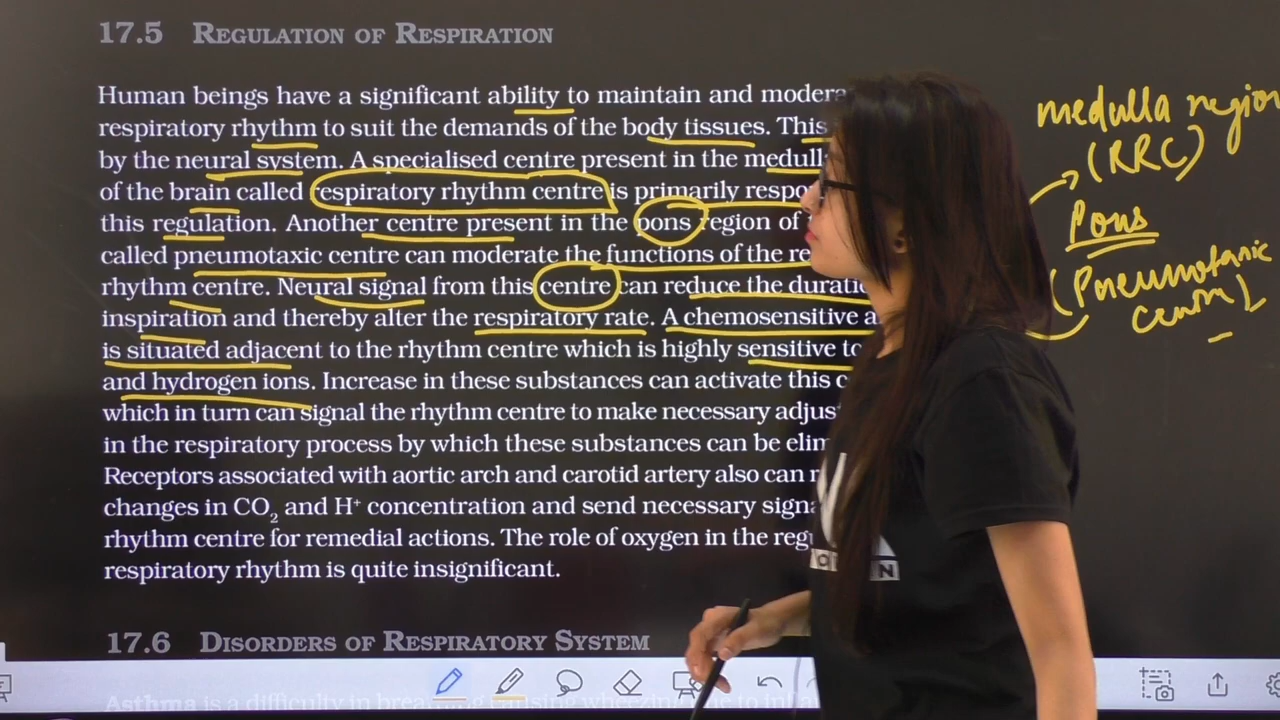 17.5 REGULATION OF RESPIRATION
Human beings have a significant ability to maintain and modera
respiratory rhythm to suit the demands of the body tissues. This
by the neural system. A specialised centre present in the medull
of the brain called respiratory rhythm centre is primarily respo
this regulation. Another centre present in the pons region of
called pneumotaxic centre can moderate the functions of the re
rhythm centre. Neural signal from this centre can reduce the durati
inspiration and thereby alter the respiratory rate. A chemosensitive a
is situated adjacent to the rhythm centre which is highly sensitive to
and hydrogen ions. Increase in these substances can activate this c
which in turn can signal the rhythm centre to make necessary adjus
in the respiratory process by which these substances can be elim
Receptors associated with aortic arch and carotid artery also can r
changes in CO₂ and H⁺ concentration and send necessary signa
rhythm centre for remedial actions. The role of oxygen in the reg
respiratory rhythm is quite insignificant.
17.6 DISORDERS OF RESPIRATORY SYSTEM
Asthma is a difficulty in
medulla region
(RRC)
Pons
(Pneumotanic